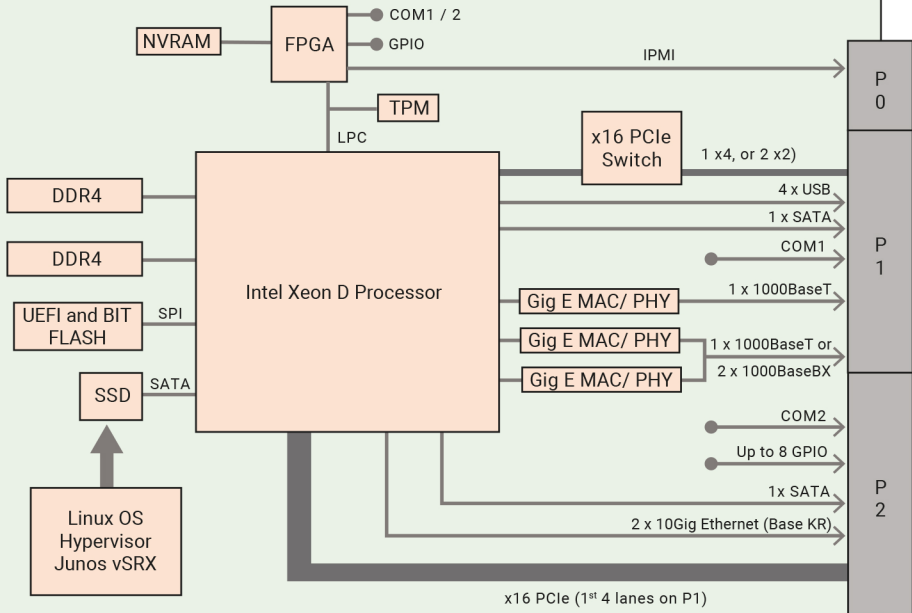 COM1 / 2
NVRAM
FPGA
GPIO
IPMI
P
0
TPM
LPC
x16 PCIe
Switch
1 x4, or 2 x2)
DDR4
4 x USB
1 x SATA
COM1
P
1
DDR4
Intel Xeon D Processor
Gig E MAC/ PHY
1 x 1000BaseT
UEFI and BIT
FLASH
SPI
Gig E MAC/ PHY
1 x 1000BaseT or
2 x 1000BaseBX
Gig E MAC/ PHY
SSD
SATA
COM2
Up to 8 GPIO
P
2
1x SATA
2 x 10Gig Ethernet (Base KR)
Linux OS
Hypervisor
Junos vSRX
x16 PCIe (1st 4 lanes on P1)